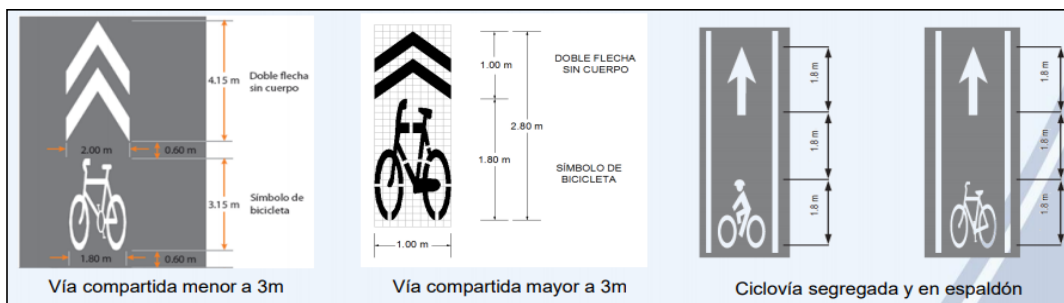 4.15 m
Doble flecha
sin cuerpo
2.00 m
0.60 m
3.15 m
Símbolo de
bicicleta
1.80 m
0.60 m
Vía compartida menor a 3m
1.00 m
DOBLE FLECHA
SIN CUERPO
2.80 m
1.80 m
SÍMBOLO DE
BICICLETA
1.00 m
Vía compartida mayor a 3m
1.8 m
1.8 m
1.8 m
1.8 m
1.8 m
1.8 m
Ciclovía segregada y en espaldón